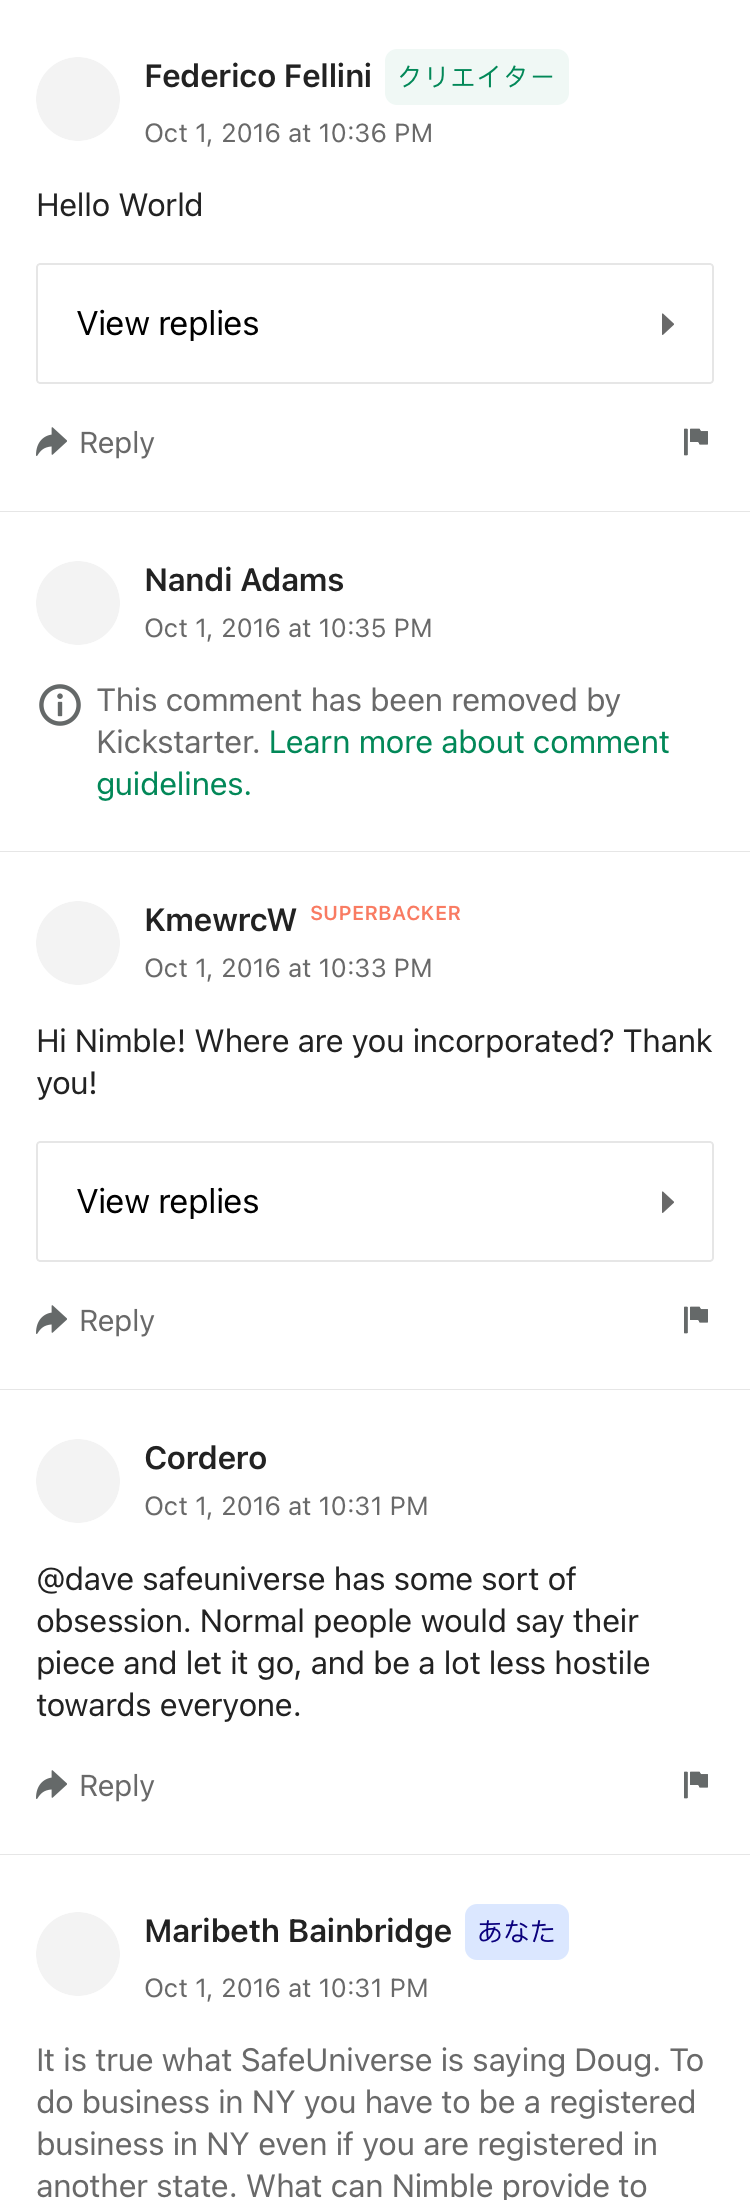 Federico Fellini クリエイター
Oct 1, 2016 at 10:36 PM
Hello World
View replies
Reply
Nandi Adams
Oct 1, 2016 at 10:35 PM
This comment has been removed by
Kickstarter. Learn more about comment
guidelines.
KmewrcW SUPERBACKER
Oct 1, 2016 at 10:33 PM
Hi Nimble! Where are you incorporated? Thank
you!
View replies
Reply
Cordero
Oct 1, 2016 at 10:31 PM
@dave safeuniverse has some sort of
obsession. Normal people would say their
piece and let it go, and be a lot less hostile
towards everyone.
Reply
Maribeth Bainbridge あなた
Oct 1, 2016 at 10:31 PM
It is true what SafeUniverse is saying Doug. To
do business in NY you have to be a registered
business in NY even if you are registered in
another state. What can Nimble provide to